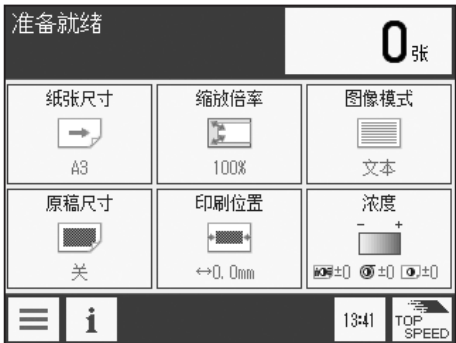 准备就绪
0张
纸张尺寸 缩放倍率 图像模式
A3 100% 文本
原稿尺寸 印刷位置 浓度
- +
关 ↔0.0mm ±0 ±0 ±0
i 13:41 TOP SPEED